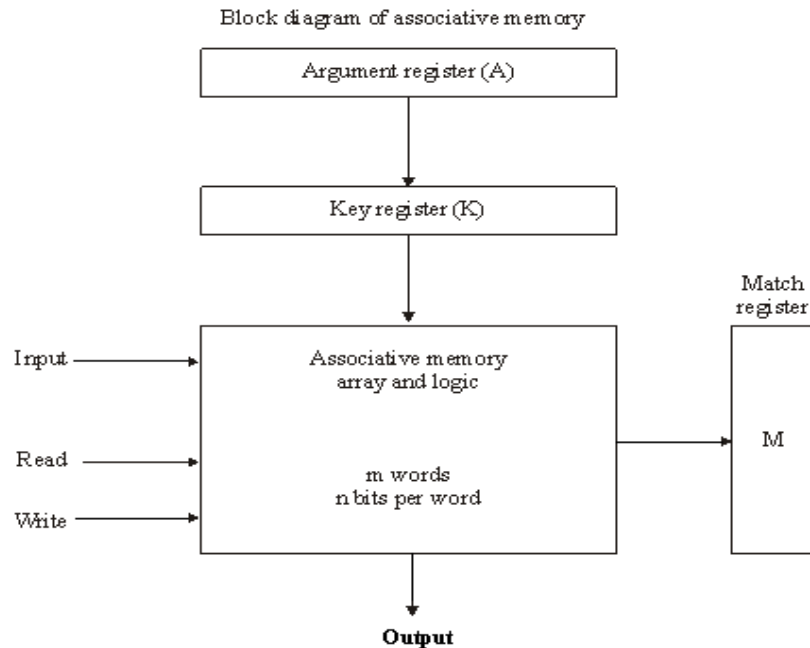 Block diagram of associative memory
Argument register (A)
Key register (K)
Match
register
Input
Associative memory
array and logic
M
Read
m words
n bits per word
Write
Output